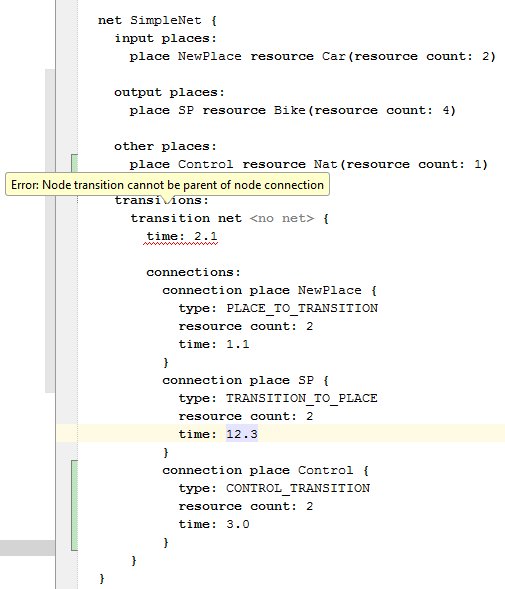 net SimpleNet {
input places:
place NewPlace resource Car(resource count: 2)
output places:
place SP resource Bike(resource count: 4)
other places:
place Control resource Nat(resource count: 1)
Error: Node transition cannot be parent of node connection
transitions:
transition net <no net> {
time: 2.1
connections:
connection place NewPlace {
type: PLACE_TO_TRANSITION
resource count: 2
time: 1.1
}
connection place SP {
type: TRANSITION_TO_PLACE
resource count: 2
time: 12.3
}
connection place Control {
type: CONTROL_TRANSITION
resource count: 2
time: 3.0
}
}
}